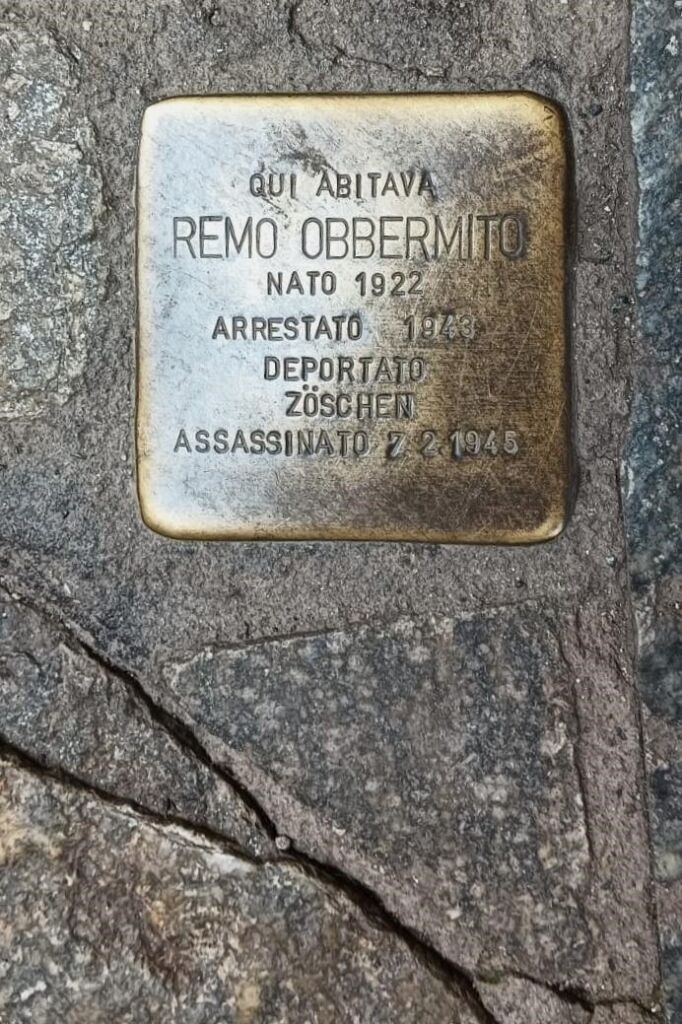 QUI ABITAVA
REMO OBBERMITO
NATO 1922
ARRESTATO 1943
DEPORTATO
ZÖSCHEN
ASSASSINATO 7.2.1945